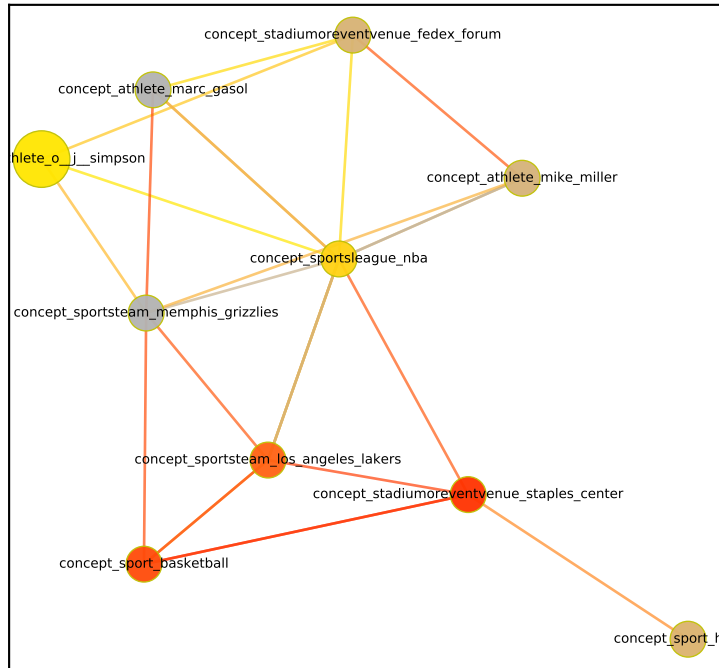 concept_stadiumoreventvenue_fedex_forum
concept_athlete_marc_gasol
hlete_o__j__simpson
concept_athlete_mike_miller
concept_sportsleague_nba
concept_sportsteam_memphis_grizzlies
concept_sportsteam_los_angeles_lakers
concept_stadiumoreventvenue_staples_center
concept_sport_basketball
concept_sport_h